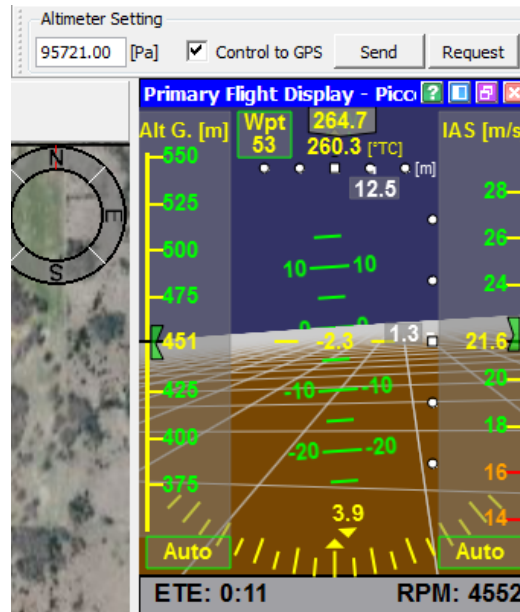 Altimeter Setting
95721.00 [Pa] Control to GPS Send Request
Primary Flight Display - Picco
Alt G. [m] Wpt 53 264.7 IAS [m/s
260.3 [°TC]
550 [m]
12.5
N
525 28
E
500 26
10 10
S
475 24
0 0 1.3
451 -2.3 21.6
425 -10 -10 20
400 -20 -20 18
375 16
3.9 14
Auto Auto
ETE: 0:11 RPM: 4552